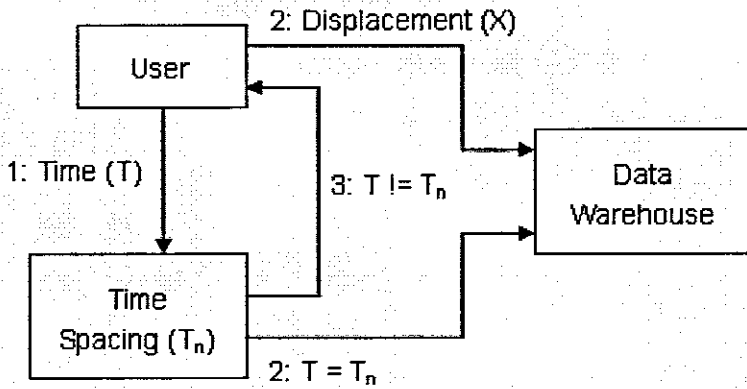 2: Displacement (X)
User
1: Time (T)
3: T != Tₙ
Data
Warehouse
Time
Spacing (Tₙ)
2: T = Tₙ